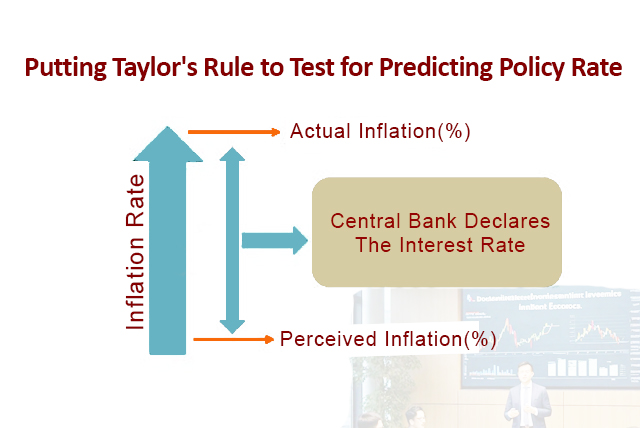 Putting Taylor's Rule to Test for Predicting Policy Rate
Actual Inflation(%)
Inflation Rate
Central Bank Declares
The Interest Rate
Perceived Inflation(%)